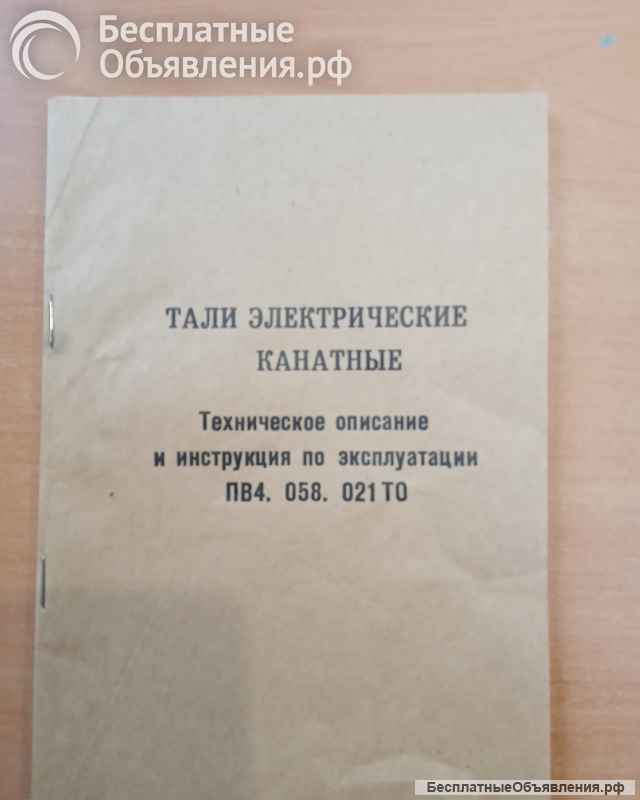 Бесплатные
Объявления.рф
ТАЛИ ЭЛЕКТРИЧЕСКИЕ
КАНАТНЫЕ
Техническое описание
и инструкция по эксплуатации
ПВ4. 058. 021 ТО
БесплатныеОбъявления.рф